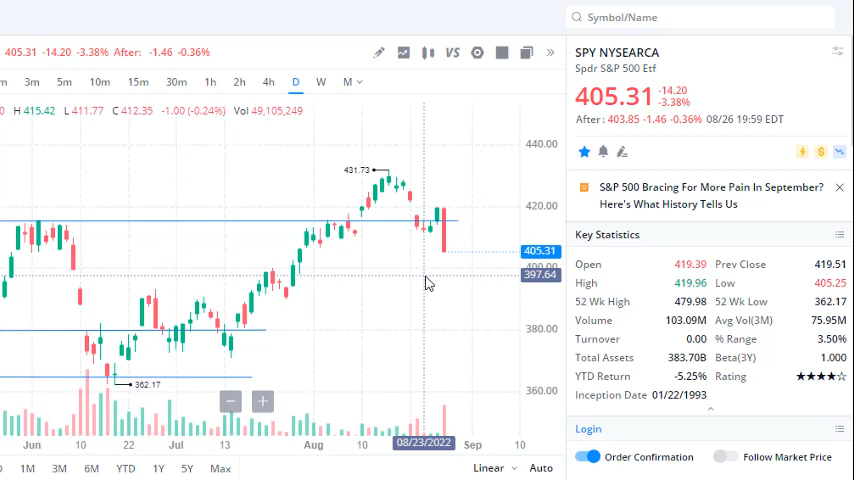 Symbol/Name
405.31 -14.20 -3.38% After: -1.46 -0.36%
VS
SPY NYSEARCA
Spdr S&P 500 Etf
405.31 -14.20
-3.38%
After: 403.85 -1.46 -0.36% 08/26 19:59 EDT
m 3m 5m 10m 15m 30m 1h 2h 4h D W M
0 H 415.42 L 411.77 C 412.35 -1.00 (-0.24%) Vol 49,105,249
440.00
431.73
420.00
405.31
400.00
397.64
380.00
362.17
360.00
Jun 10 22 Jul 13 Aug 10 08/23/2022 Sep 10
D 1M 3M 6M YTD 1Y 5Y Max Linear Auto
S&P 500 Bracing For More Pain In September?
Here's What History Tells Us
Key Statistics
Open 419.39 Prev Close 419.51
High 419.96 Low 405.25
52 Wk High 479.98 52 Wk Low 362.17
Volume 103.09M Avg Vol(3M) 75.95M
Turnover 0.00 % Range 3.50%
Total Assets 383.70B Beta(3Y) 1.000
YTD Return -5.25% Rating ★★★★☆
Inception Date 01/22/1993
Login
Order Confirmation Follow Market Price